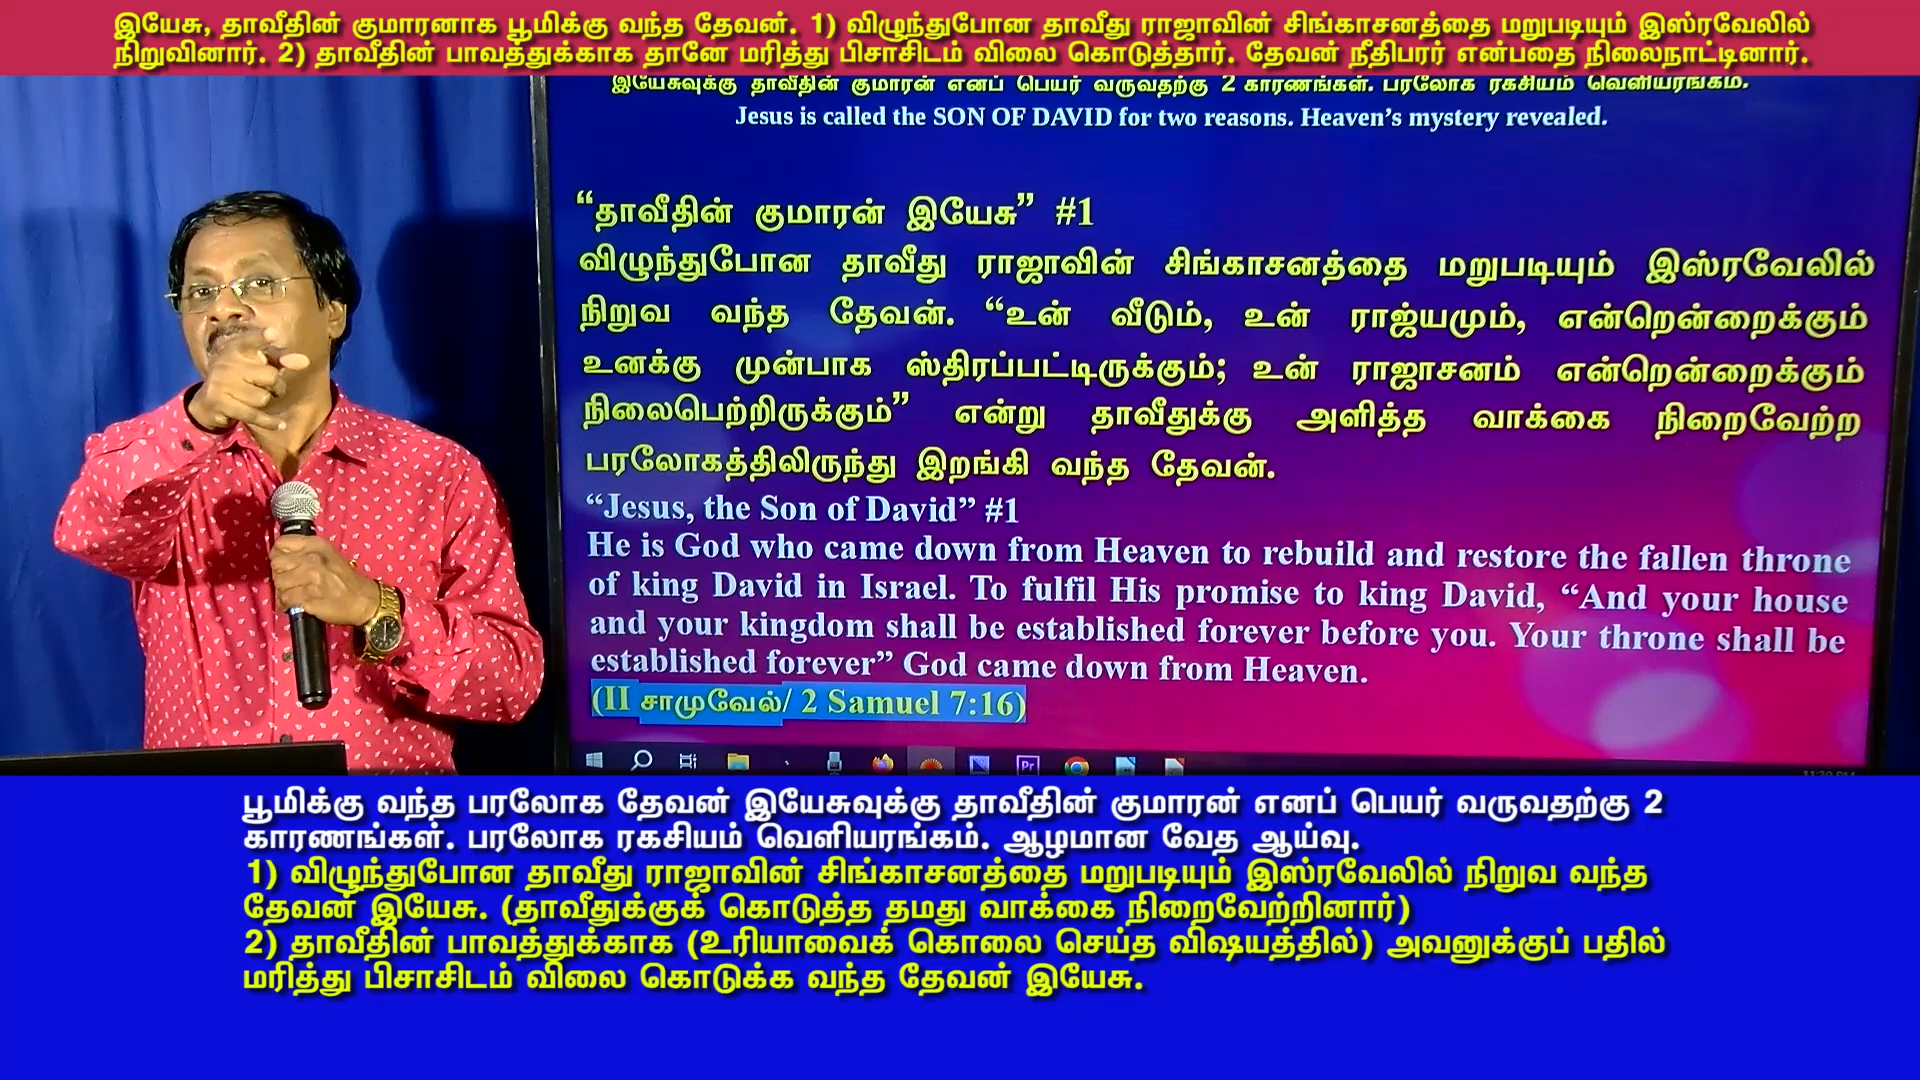 இயேசு, தாவீதின் குமாரனாக பூமிக்கு வந்த தேவன். 1) விழுந்துபோன தாவீது ராஜாவின் சிங்காசனத்தை மறுபடியும் இஸ்ரவேலில்
நிறுவினார். 2) தாவீதின் பாவத்துக்காக தானே மரித்து பிசாசிடம் விலை கொடுத்தார். தேவன் நீதிபரர் என்பதை நிலைநாட்டினார்.
இயேசுவுக்கு தாவீதின் குமாரன் எனப் பெயர் வருவதற்கு 2 காரணங்கள். பரலோக ரகசியம் வெளியரங்கம்.
Jesus is called the SON OF DAVID for two reasons. Heaven’s mystery revealed.
“தாவீதின் குமாரன் இயேசு” #1
விழுந்துபோன தாவீது ராஜாவின் சிங்காசனத்தை மறுபடியும் இஸ்ரவேலில்
நிறுவ வந்த தேவன். “உன் வீடும், உன் ராஜ்யமும், என்றென்றைக்கும்
உனக்கு முன்பாக ஸ்திரப்பட்டிருக்கும்; உன் ராஜாசனம் என்றென்றைக்கும்
நிலைபெற்றிருக்கும்” என்று தாவீதுக்கு அளித்த வாக்கை நிறைவேற்ற
பரலோகத்திலிருந்து இறங்கி வந்த தேவன்.
“Jesus, the Son of David” #1
He is God who came down from Heaven to rebuild and restore the fallen throne
of king David in Israel. To fulfil His promise to king David, “And your house
and your kingdom shall be established forever before you. Your throne shall be
established forever” God came down from Heaven.
(II சாமுவேல்/ 2 Samuel 7:16)
Pr
பூமிக்கு வந்த பரலோக தேவன் இயேசுவுக்கு தாவீதின் குமாரன் எனப் பெயர் வருவதற்கு 2
காரணங்கள். பரலோக ரகசியம் வெளியரங்கம். ஆழமான வேத ஆய்வு.
1) விழுந்துபோன தாவீது ராஜாவின் சிங்காசனத்தை மறுபடியும் இஸ்ரவேலில் நிறுவ வந்த
தேவன் இயேசு. (தாவீதுக்குக் கொடுத்த தமது வாக்கை நிறைவேற்றினார்)
2) தாவீதின் பாவத்துக்காக (உரியாவைக் கொலை செய்த விஷயத்தில்) அவனுக்குப் பதில்
மரித்து பிசாசிடம் விலை கொடுக்க வந்த தேவன் இயேசு.